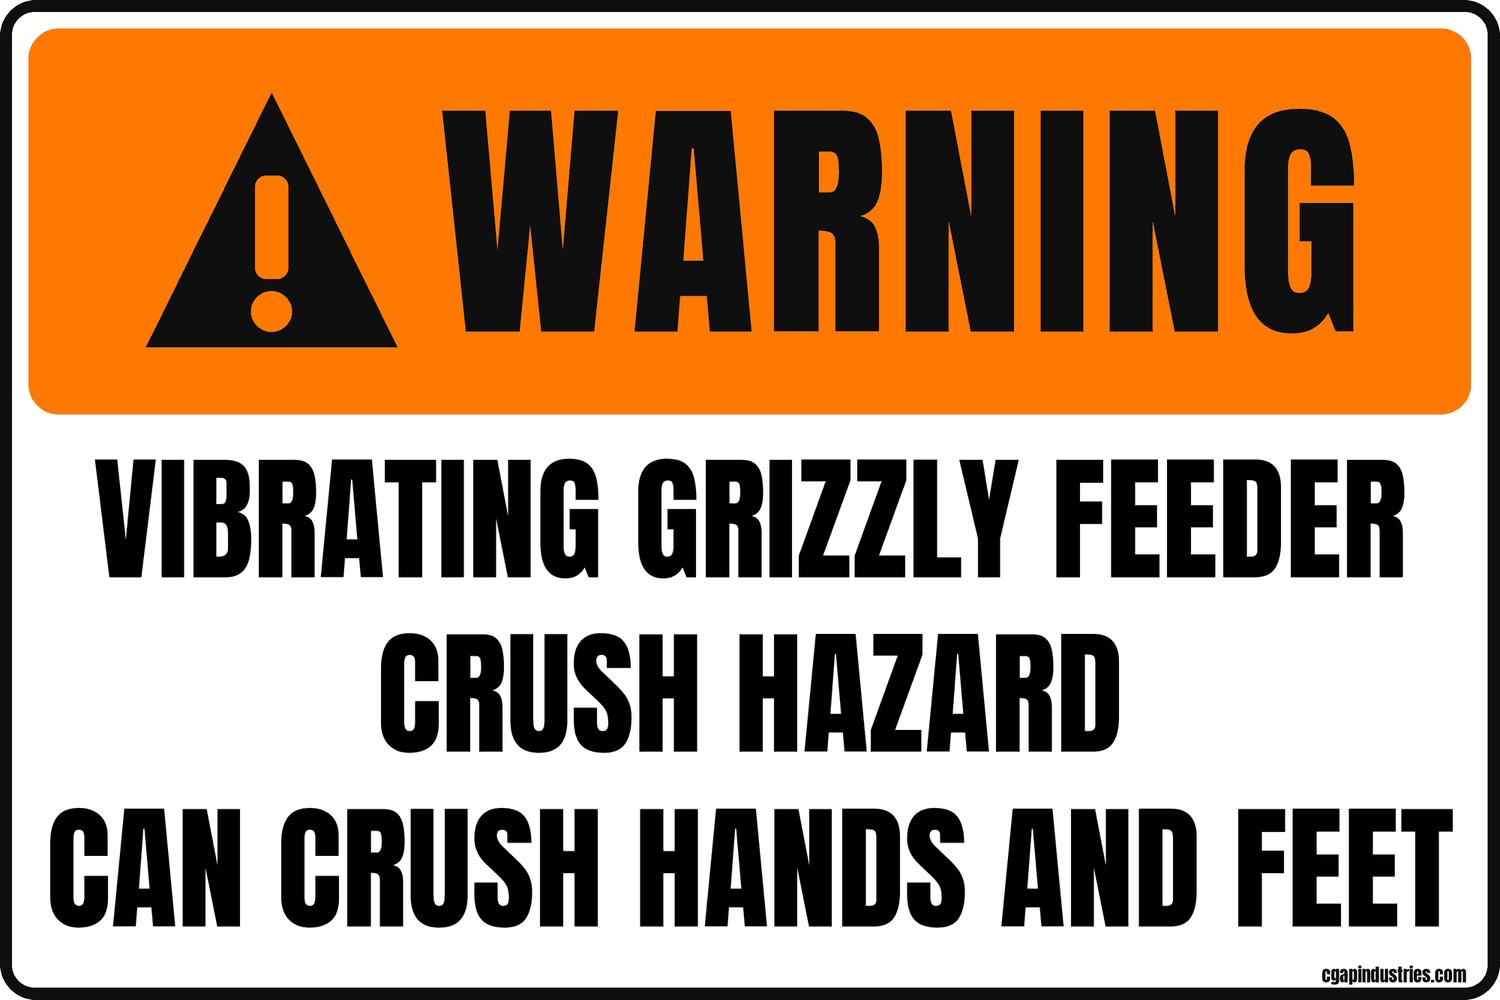 WARNING
VIBRATING GRIZZLY FEEDER
CRUSH HAZARD
CAN CRUSH HANDS AND FEET
cgapindustries.com